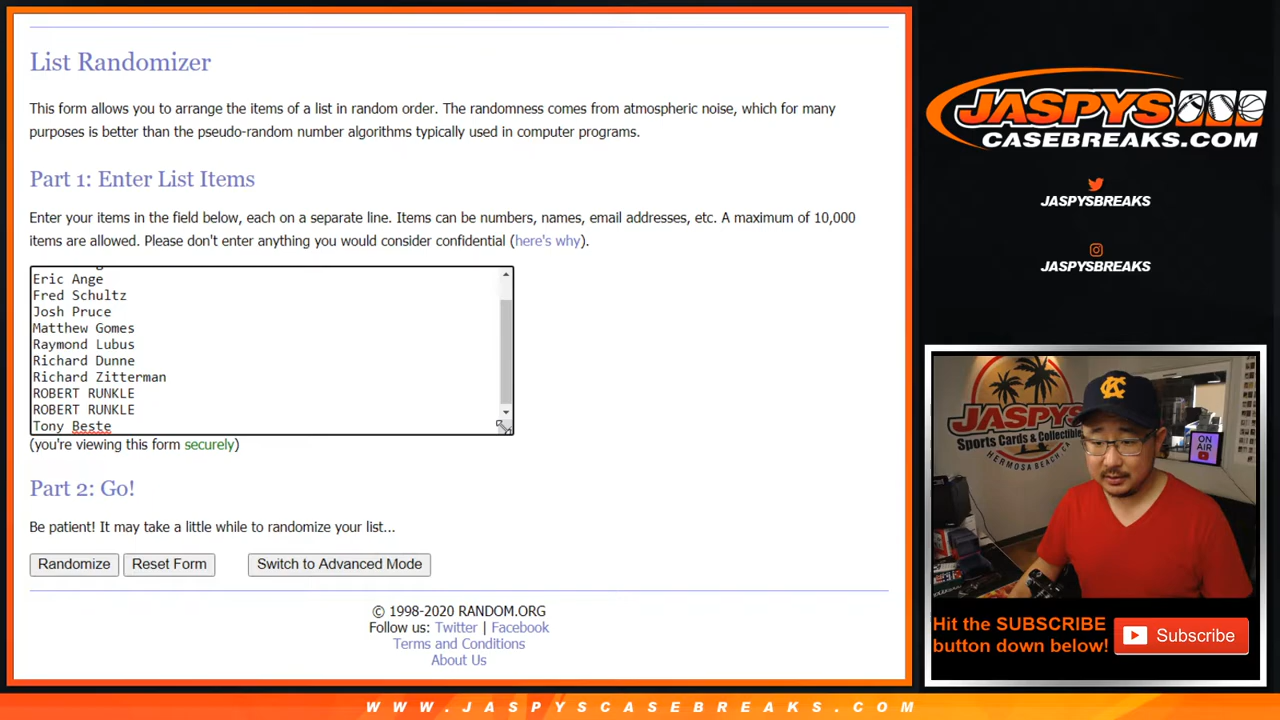 List Randomizer
This form allows you to arrange the items of a list in random order. The randomness comes from atmospheric noise, which for many
purposes is better than the pseudo-random number algorithms typically used in computer programs.
Part 1: Enter List Items
Enter your items in the field below, each on a separate line. Items can be numbers, names, email addresses, etc. A maximum of 10,000
items are allowed. Please don't enter anything you would consider confidential (here's why).
Eric Ange
Fred Schultz
Josh Pruce
Matthew Gomes
Raymond Lubus
Richard Dunne
Richard Zitterman
ROBERT RUNKLE
ROBERT RUNKLE
Tony Beste
(you're viewing this form securely)
Part 2: Go!
Be patient! It may take a little while to randomize your list...
Randomize
Reset Form
Switch to Advanced Mode
© 1998-2020 RANDOM.ORG
Follow us: Twitter | Facebook
Terms and Conditions
About Us
JASPYS
CASEBREAKS.COM
JASPYSBREAKS
JASPYSBREAKS
JASPYS
Sports Cards & Collectibles
HERMOSA BEACH, CA
KC
ON
AIR
Hit the SUBSCRIBE
button down below!
Subscribe
WWW.JASPYSCASEBREAKS.COM